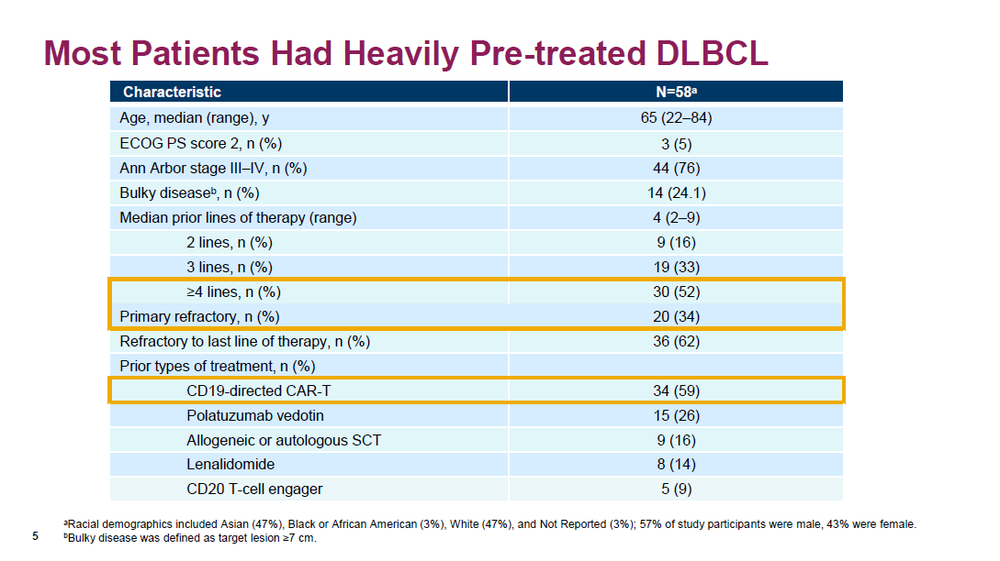 Most Patients Had Heavily Pre-treated DLBCL
Characteristic N=58ᵃ
Age, median (range), y 65 (22–84)
ECOG PS score 2, n (%) 3 (5)
Ann Arbor stage III–IV, n (%) 44 (76)
Bulky diseaseᵇ, n (%) 14 (24.1)
Median prior lines of therapy (range) 4 (2–9)
2 lines, n (%) 9 (16)
3 lines, n (%) 19 (33)
≥4 lines, n (%) 30 (52)
Primary refractory, n (%) 20 (34)
Refractory to last line of therapy, n (%) 36 (62)
Prior types of treatment, n (%)
CD19-directed CAR-T 34 (59)
Polatuzumab vedotin 15 (26)
Allogeneic or autologous SCT 9 (16)
Lenalidomide 8 (14)
CD20 T-cell engager 5 (9)
ᵃRacial demographics included Asian (47%), Black or African American (3%), White (47%), and Not Reported (3%); 57% of study participants were male, 43% were female.
ᵇBulky disease was defined as target lesion ≥7 cm.
5